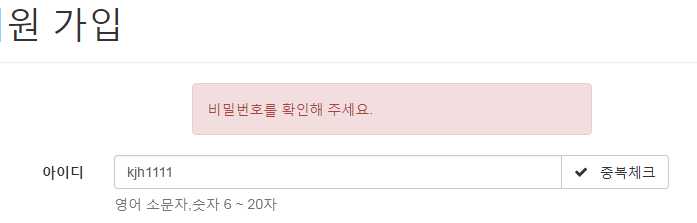 원 가입
비밀번호를 확인해 주세요.
아이디 kjh1111 중복체크
영어 소문자,숫자 6 ~ 20자